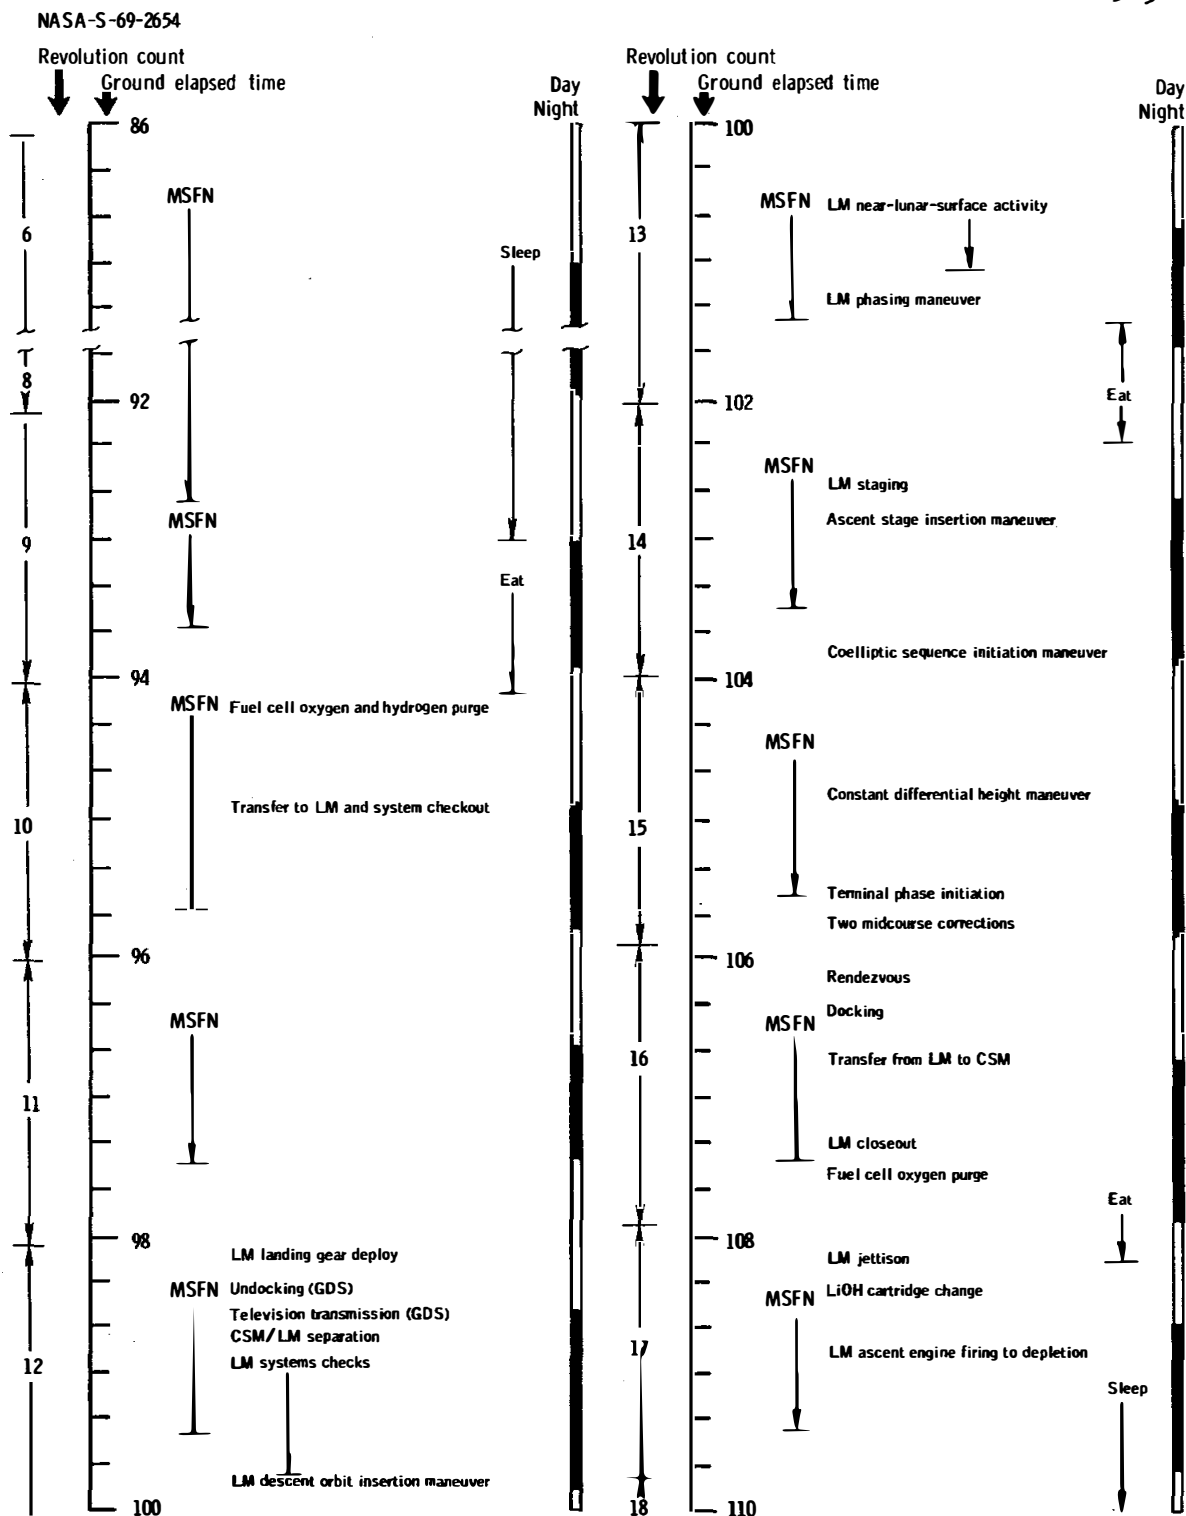 NASA-S-69-2654
Revolution count
Ground elapsed time
Day
Night
86
MSFN
6
Sleep
8
92
MSFN
9
Eat
94
MSFN Fuel cell oxygen and hydrogen purge
Transfer to LM and system checkout
10
96
MSFN
11
98
LM landing gear deploy
MSFN Undocking (GDS)
Television transmission (GDS)
CSM/LM separation
LM systems checks
12
LM descent orbit insertion maneuver
100
Revolution count
Ground elapsed time
Day
Night
100
MSFN LM near-lunar-surface activity
13
LM phasing maneuver
Eat
102
MSFN
LM staging
Ascent stage insertion maneuver
14
Coelliptic sequence initiation maneuver
104
MSFN
Constant differential height maneuver
15
Terminal phase initiation
Two midcourse corrections
106
Rendezvous
Docking
MSFN
16
Transfer from LM to CSM
LM closeout
Fuel cell oxygen purge
Eat
108
LM jettison
LiOH cartridge change
MSFN
17
LM ascent engine firing to depletion
Sleep
18
110